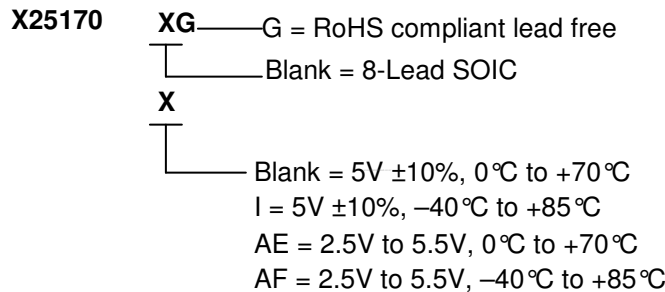 X25170 XG G = RoHS compliant lead free
Blank = 8-Lead SOIC
X
Blank = 5V ±10%, 0°C to +70°C
I = 5V ±10%, –40°C to +85°C
AE = 2.5V to 5.5V, 0°C to +70°C
AF = 2.5V to 5.5V, –40°C to +85°C